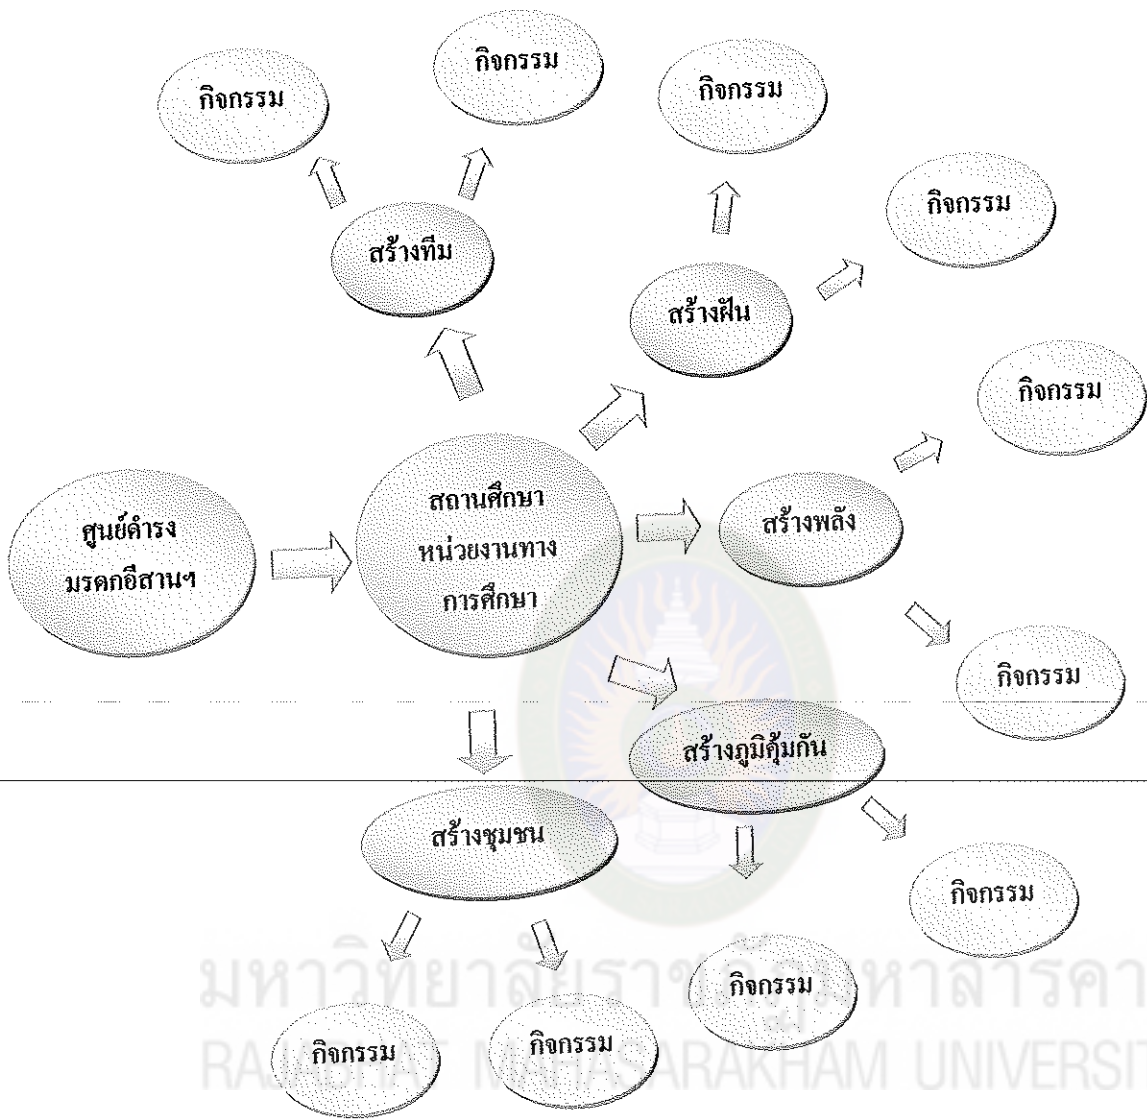 กิจกรรม
กิจกรรม
กิจกรรม
กิจกรรม
สร้างทีม
สร้างฝัน
กิจกรรม
ศูนย์ดำรง
มรดกอีสานฯ
สถานศึกษา
หน่วยงานทาง
การศึกษา
สร้างพลัง
กิจกรรม
สร้างภูมิคุ้มกัน
สร้างชุมชน
กิจกรรม
กิจกรรม
กิจกรรม
กิจกรรม
มหาวิทยาลัยราชภัฏมหาสารคา
RAJABHAT MAHASARAKHAM UNIVERSIT